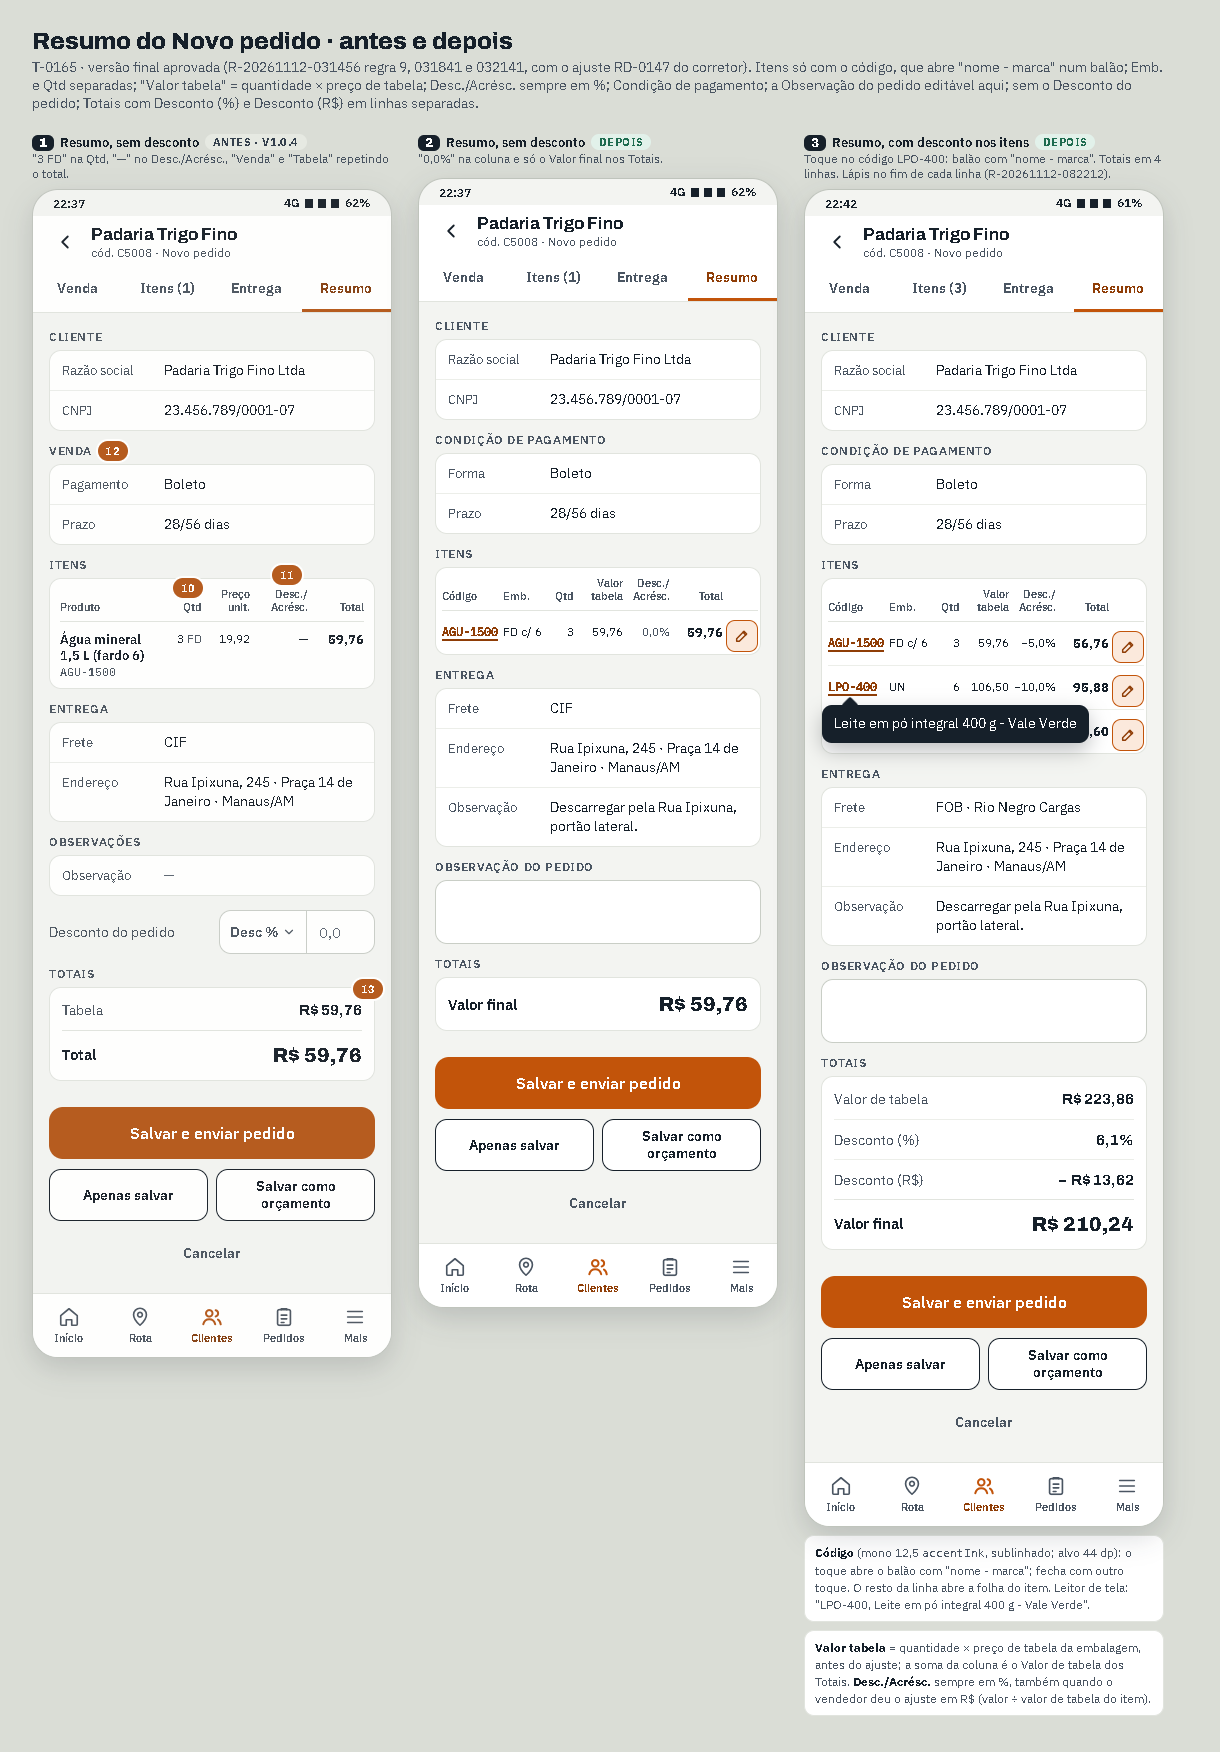 Resumo do Novo pedido · antes e depois
T-0165 · versão final aprovada (R-20261112-031456 regra 9, 031841 e 032141, com o ajuste RD-0147 do corretor). Itens só com o código, que abre "nome - marca" num balão; Emb.
e Qtd separadas; "Valor tabela" = quantidade × preço de tabela; Desc./Acrésc. sempre em %; Condição de pagamento; a Observação do pedido editável aqui; sem o Desconto do
pedido; Totais com Desconto (%) e Desconto (R$) em linhas separadas.
1 Resumo, sem desconto ANTES · V1.0.4
"3 FD" na Qtd, "—" no Desc./Acrésc., "Venda" e "Tabela" repetindo
o total.
22:37 4G 62%
Padaria Trigo Fino
cód. C5008 · Novo pedido
Venda Itens (1) Entrega Resumo
CLIENTE
Razão social Padaria Trigo Fino Ltda
CNPJ 23.456.789/0001-07
VENDA 12
Pagamento Boleto
Prazo 28/56 dias
ITENS
10 11
Produto Qtd Preço unit. Desc./ Acrésc. Total
Água mineral 3 FD 19,92 — 59,76
1,5 L (fardo 6)
AGU-1500
ENTREGA
Frete CIF
Endereço Rua Ipixuna, 245 · Praça 14 de
Janeiro · Manaus/AM
OBSERVAÇÕES
Observação —
Desconto do pedido Desc % 0,0
TOTAIS
13
Tabela R$ 59,76
Total R$ 59,76
Salvar e enviar pedido
Apenas salvar
Salvar como
orçamento
Cancelar
Início Rota Clientes Pedidos Mais
2 Resumo, sem desconto DEPOIS
"0,0%" na coluna e só o Valor final nos Totais.
22:37 4G 62%
Padaria Trigo Fino
cód. C5008 · Novo pedido
Venda Itens (1) Entrega Resumo
CLIENTE
Razão social Padaria Trigo Fino Ltda
CNPJ 23.456.789/0001-07
CONDIÇÃO DE PAGAMENTO
Forma Boleto
Prazo 28/56 dias
ITENS
Código Emb. Qtd Valor tabela Desc./ Acrésc. Total
AGU-1500 FD c/ 6 3 59,76 0,0% 59,76
ENTREGA
Frete CIF
Endereço Rua Ipixuna, 245 · Praça 14 de
Janeiro · Manaus/AM
Observação Descarregar pela Rua Ipixuna,
portão lateral.
OBSERVAÇÃO DO PEDIDO
TOTAIS
Valor final R$ 59,76
Salvar e enviar pedido
Apenas salvar
Salvar como
orçamento
Cancelar
Início Rota Clientes Pedidos Mais
3 Resumo, com desconto nos itens DEPOIS
Toque no código LPO-400: balão com "nome - marca". Totais em 4
linhas. Lápis no fim de cada linha (R-20261112-082212).
22:42 4G 61%
Padaria Trigo Fino
cód. C5008 · Novo pedido
Venda Itens (3) Entrega Resumo
CLIENTE
Razão social Padaria Trigo Fino Ltda
CNPJ 23.456.789/0001-07
CONDIÇÃO DE PAGAMENTO
Forma Boleto
Prazo 28/56 dias
ITENS
Código Emb. Qtd Valor tabela Desc./ Acrésc. Total
AGU-1500 FD c/ 6 3 59,76 −5,0% 56,76
LPO-400 UN 6 106,50 −10,0% 95,88
Leite em pó integral 400 g - Vale Verde
,60
ENTREGA
Frete FOB · Rio Negro Cargas
Endereço Rua Ipixuna, 245 · Praça 14 de
Janeiro · Manaus/AM
Observação Descarregar pela Rua Ipixuna,
portão lateral.
OBSERVAÇÃO DO PEDIDO
TOTAIS
Valor de tabela R$ 223,86
Desconto (%) 6,1%
Desconto (R$) − R$ 13,62
Valor final R$ 210,24
Salvar e enviar pedido
Apenas salvar
Salvar como
orçamento
Cancelar
Início Rota Clientes Pedidos Mais
Código (mono 12,5 accentInk, sublinhado; alvo 44 dp): o
toque abre o balão com "nome - marca"; fecha com outro
toque. O resto da linha abre a folha do item. Leitor de tela:
"LPO-400, Leite em pó integral 400 g - Vale Verde".
Valor tabela = quantidade × preço de tabela da embalagem,
antes do ajuste; a soma da coluna é o Valor de tabela dos
Totais. Desc./Acrésc. sempre em %, também quando o
vendedor deu o ajuste em R$ (valor ÷ valor de tabela do item).